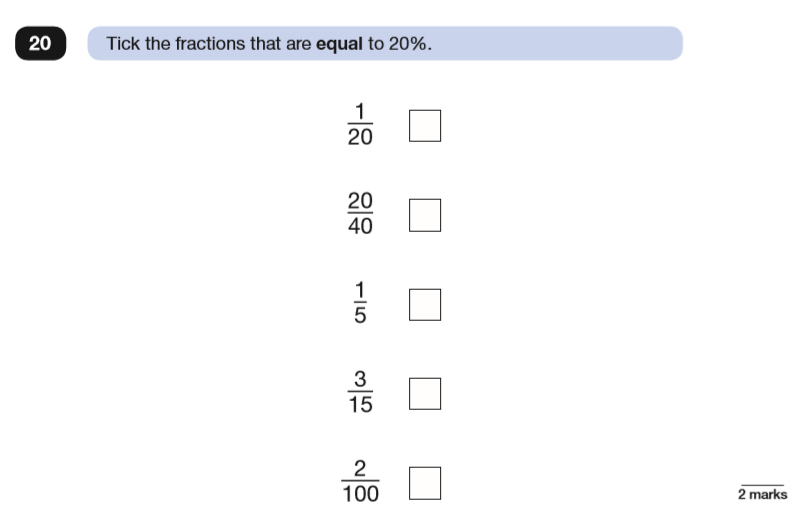 20 Tick the fractions that are equal to 20%.
1/20
20/40
1/5
3/15
2/100
2 marks